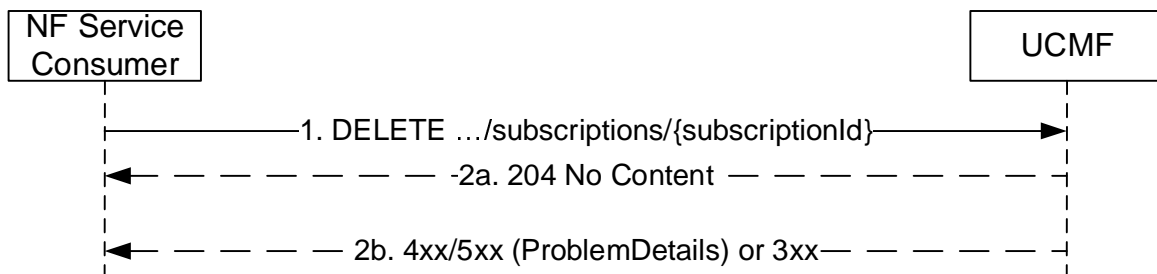 NF Service
Consumer
UCMF
1. DELETE …/subscriptions/{subscriptionId}
2a. 204 No Content
2b. 4xx/5xx (ProblemDetails) or 3xx